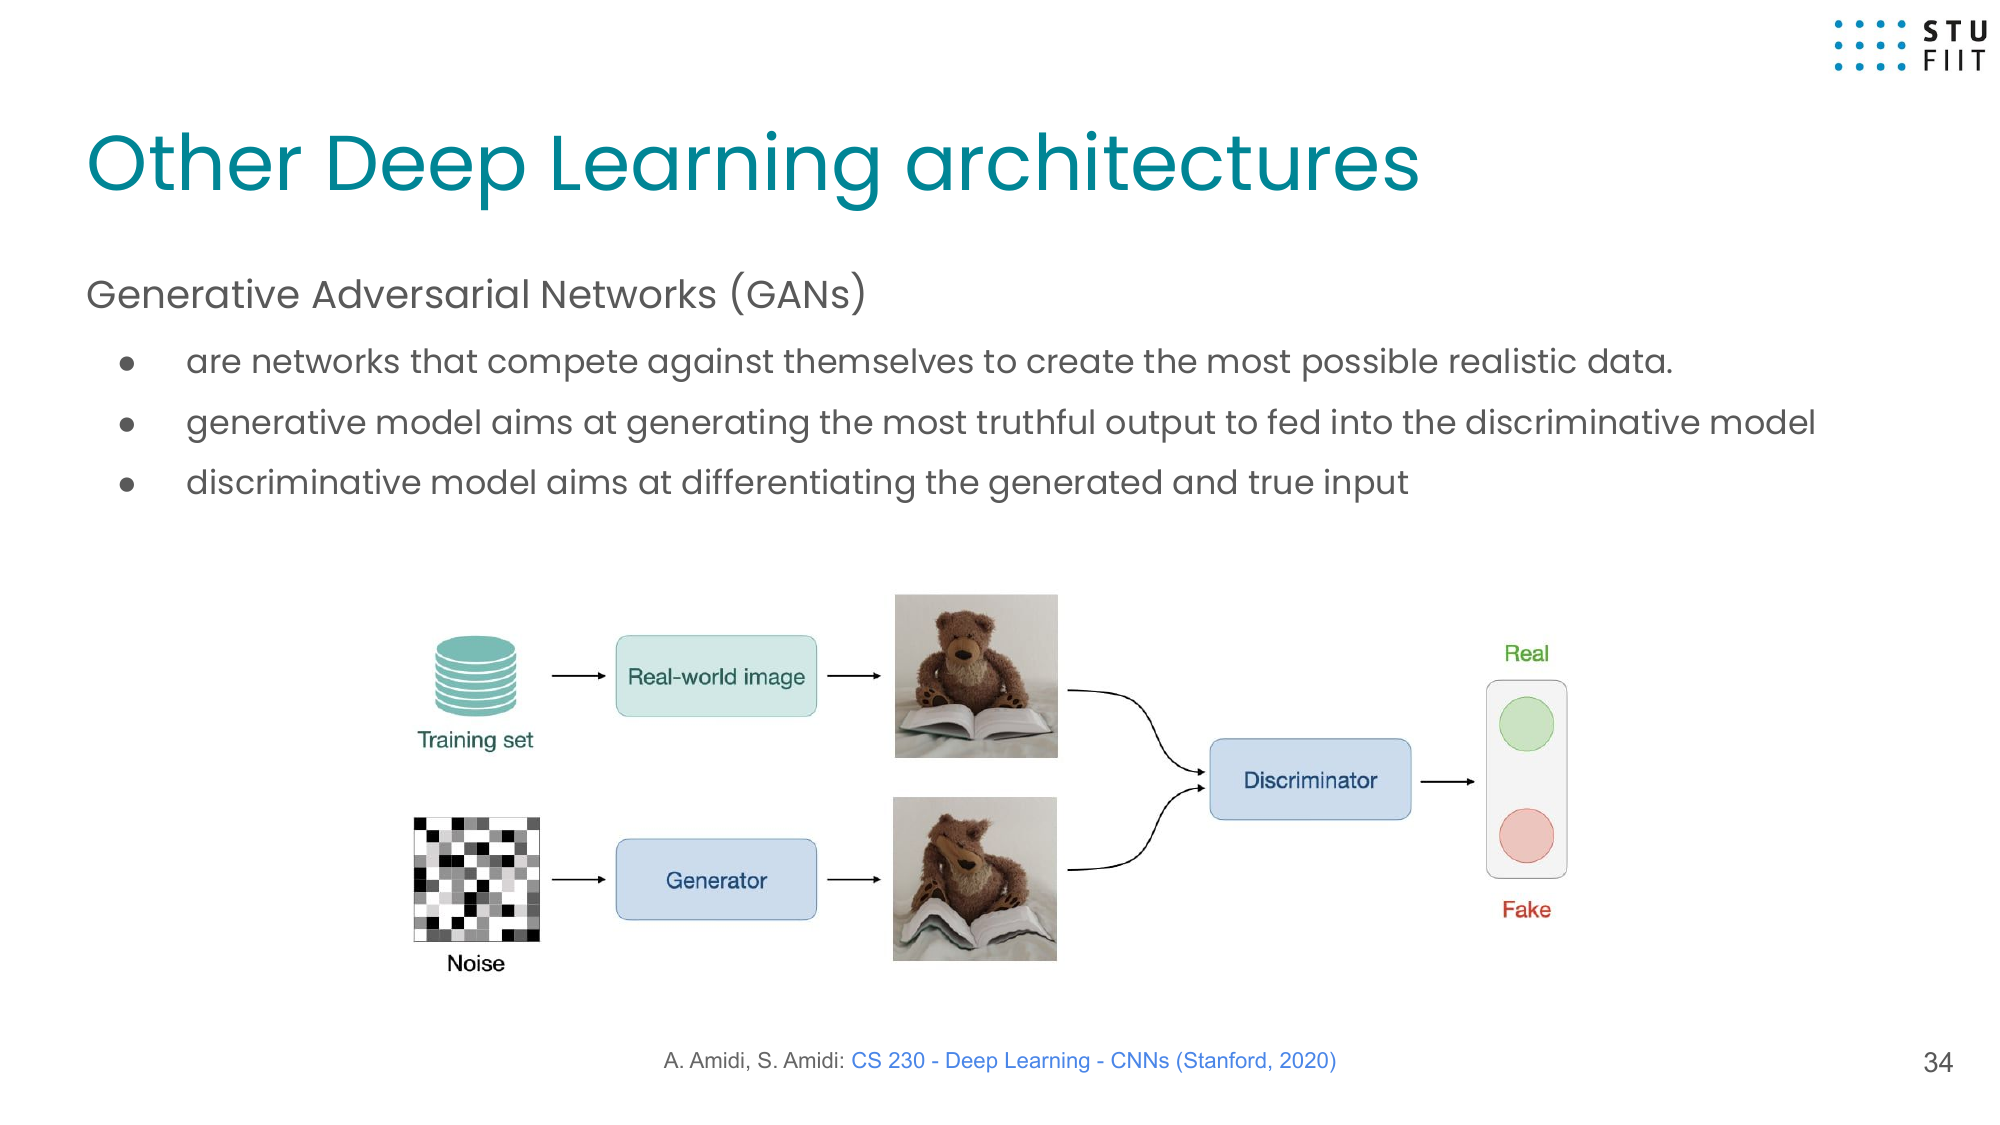 STU
FIIT
Other Deep Learning architectures
Generative Adversarial Networks (GANs)
● are networks that compete against themselves to create the most possible realistic data.
● generative model aims at generating the most truthful output to fed into the discriminative model
● discriminative model aims at differentiating the generated and true input
Real-world image
Training set
Real
Discriminator
Generator
Fake
Noise
A. Amidi, S. Amidi: CS 230 - Deep Learning - CNNs (Stanford, 2020)
34